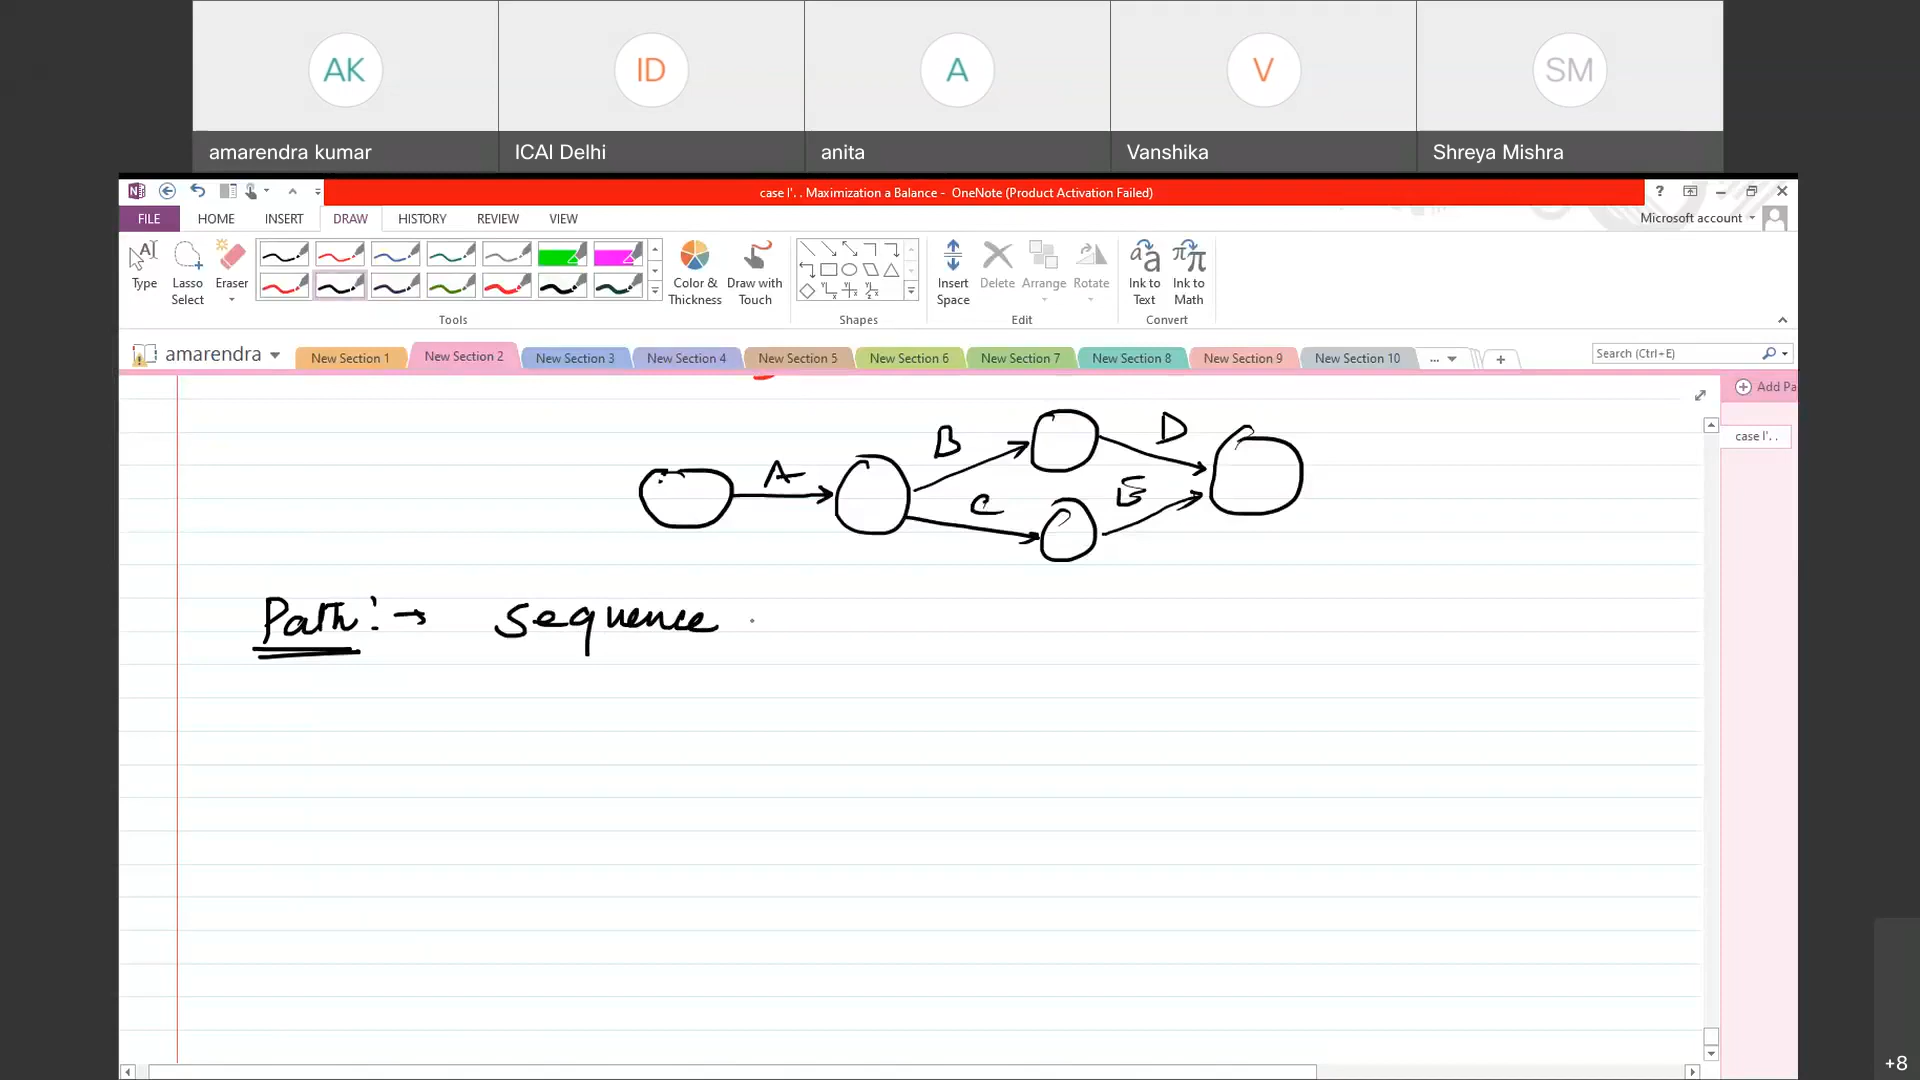 AK ID A V SM
amarendra kumar ICAI Delhi anita Vanshika Shreya Mishra
case I'. . Maximization a Balance - OneNote (Product Activation Failed) ?
FILE HOME INSERT DRAW HISTORY REVIEW VIEW Microsoft account
Type Lasso Select Eraser Color & Thickness Draw with Touch Insert Space Delete Arrange Rotate Ink to Text Ink to Math
Tools Shapes Edit Convert
amarendra New Section 1 New Section 2 New Section 3 New Section 4 New Section 5 New Section 6 New Section 7 New Section 8 New Section 9 New Section 10 ... + Search (Ctrl+E)
Add Pa
case I'. .
B D
A C E
Path :→ sequence
+8